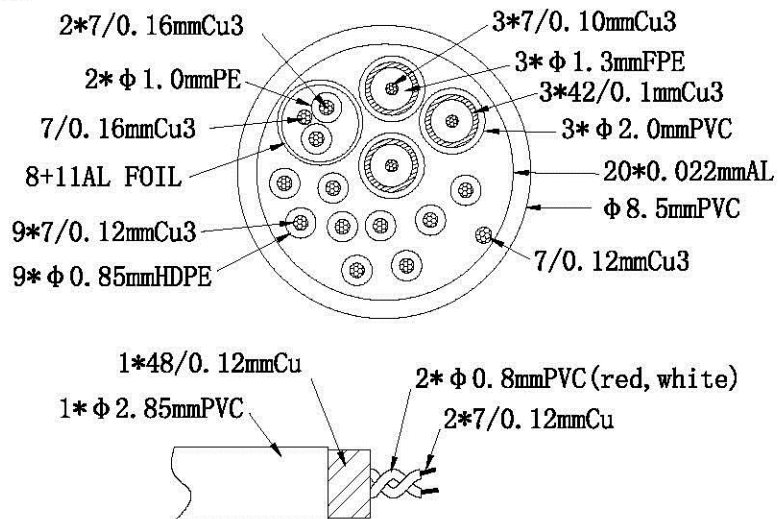 2*7/0.16mmCu3
2*φ1.0mmPE
7/0.16mmCu3
8+11AL FOIL
9*7/0.12mmCu3
9*φ0.85mmHDPE
3*7/0.10mmCu3
3*φ1.3mmFPE
3*42/0.1mmCu3
3*φ2.0mmPVC
20*0.022mmAL
φ8.5mmPVC
7/0.12mmCu3
1*48/0.12mmCu
1*φ2.85mmPVC
2*φ0.8mmPVC(red,white)
2*7/0.12mmCu